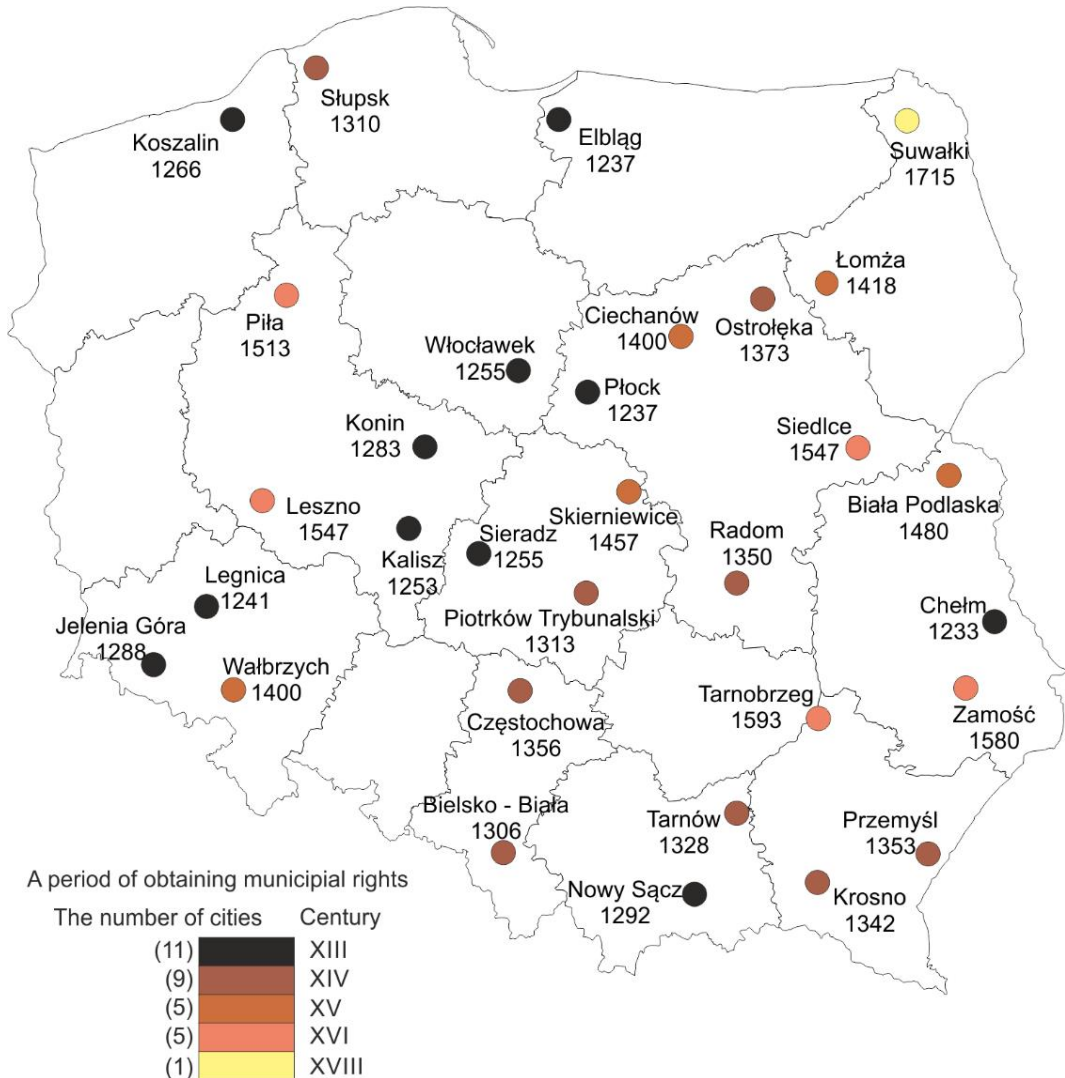 Słupsk
1310
Koszalin
1266
Elbląg
1237
Suwałki
1715
Łomża
1418
Piła
1513
Ciechanów
1400
Ostrołęka
1373
Włocławek
1255
Płock
1237
Konin
1283
Siedlce
1547
Leszno
1547
Kalisz
1253
Sieradz
1255
Skierniewice
1457
Radom
1350
Biała Podlaska
1480
Legnica
1241
Jelenia Góra
1288
Wałbrzych
1400
Piotrków Trybunalski
1313
Chełm
1233
Częstochowa
1356
Tarnobrzeg
1593
Zamość
1580
Bielsko - Biała
1306
Tarnów
1328
Przemyśl
1353
Nowy Sącz
1292
Krosno
1342
A period of obtaining municipial rights
The number of cities Century
(11) XIII
(9) XIV
(5) XV
(5) XVI
(1) XVIII